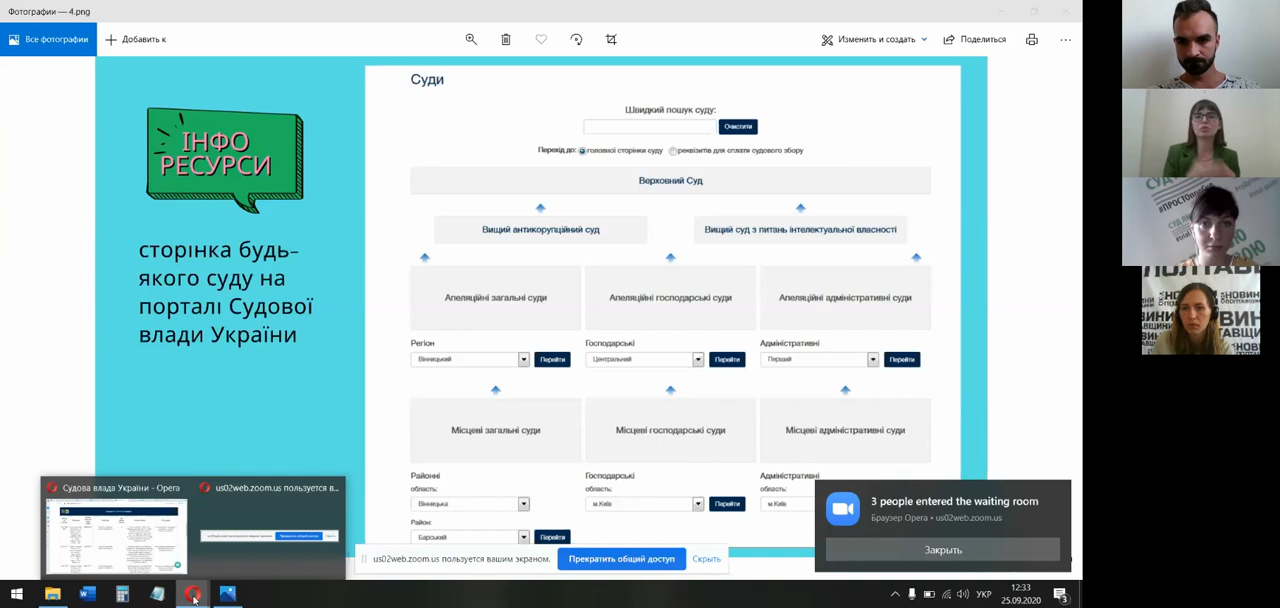 Фотографии — 4.png
Все фотографии
Добавить к
Изменить и создать
Поделиться
ІНФО
РЕСУРСИ
сторінка будь-
якого суду на
порталі Судової
влади України
Суди
Швидкий пошук суду:
Очистити
Перехід до: головної сторінки суду реквізитів для сплати судового збору
Верховний Суд
Вищий антикорупційний суд
Вищий суд з питань інтелектуальної власності
Апеляційні загальні суди
Апеляційні господарські суди
Апеляційні адміністративні суди
Регіон
Господарські
Адміністративні
Вінницький
Перейти
Центральний
Перейти
Перший
Перейти
Місцеві загальні суди
Місцеві господарські суди
Місцеві адміністративні суди
Районні
Господарські
Адміністративні
область:
область:
область:
Вінницька
м.Київ
Перейти
м.Київ
Район:
Барський
Перейти
Судова влада України - Opera
us02web.zoom.us пользуется в...
us02web.zoom.us пользуется вашим экраном.
Прекратить общий доступ
Скрыть
3 people entered the waiting room
Браузер Opera • us02web.zoom.us
Закрыть
УКР
12:33
25.09.2020
3